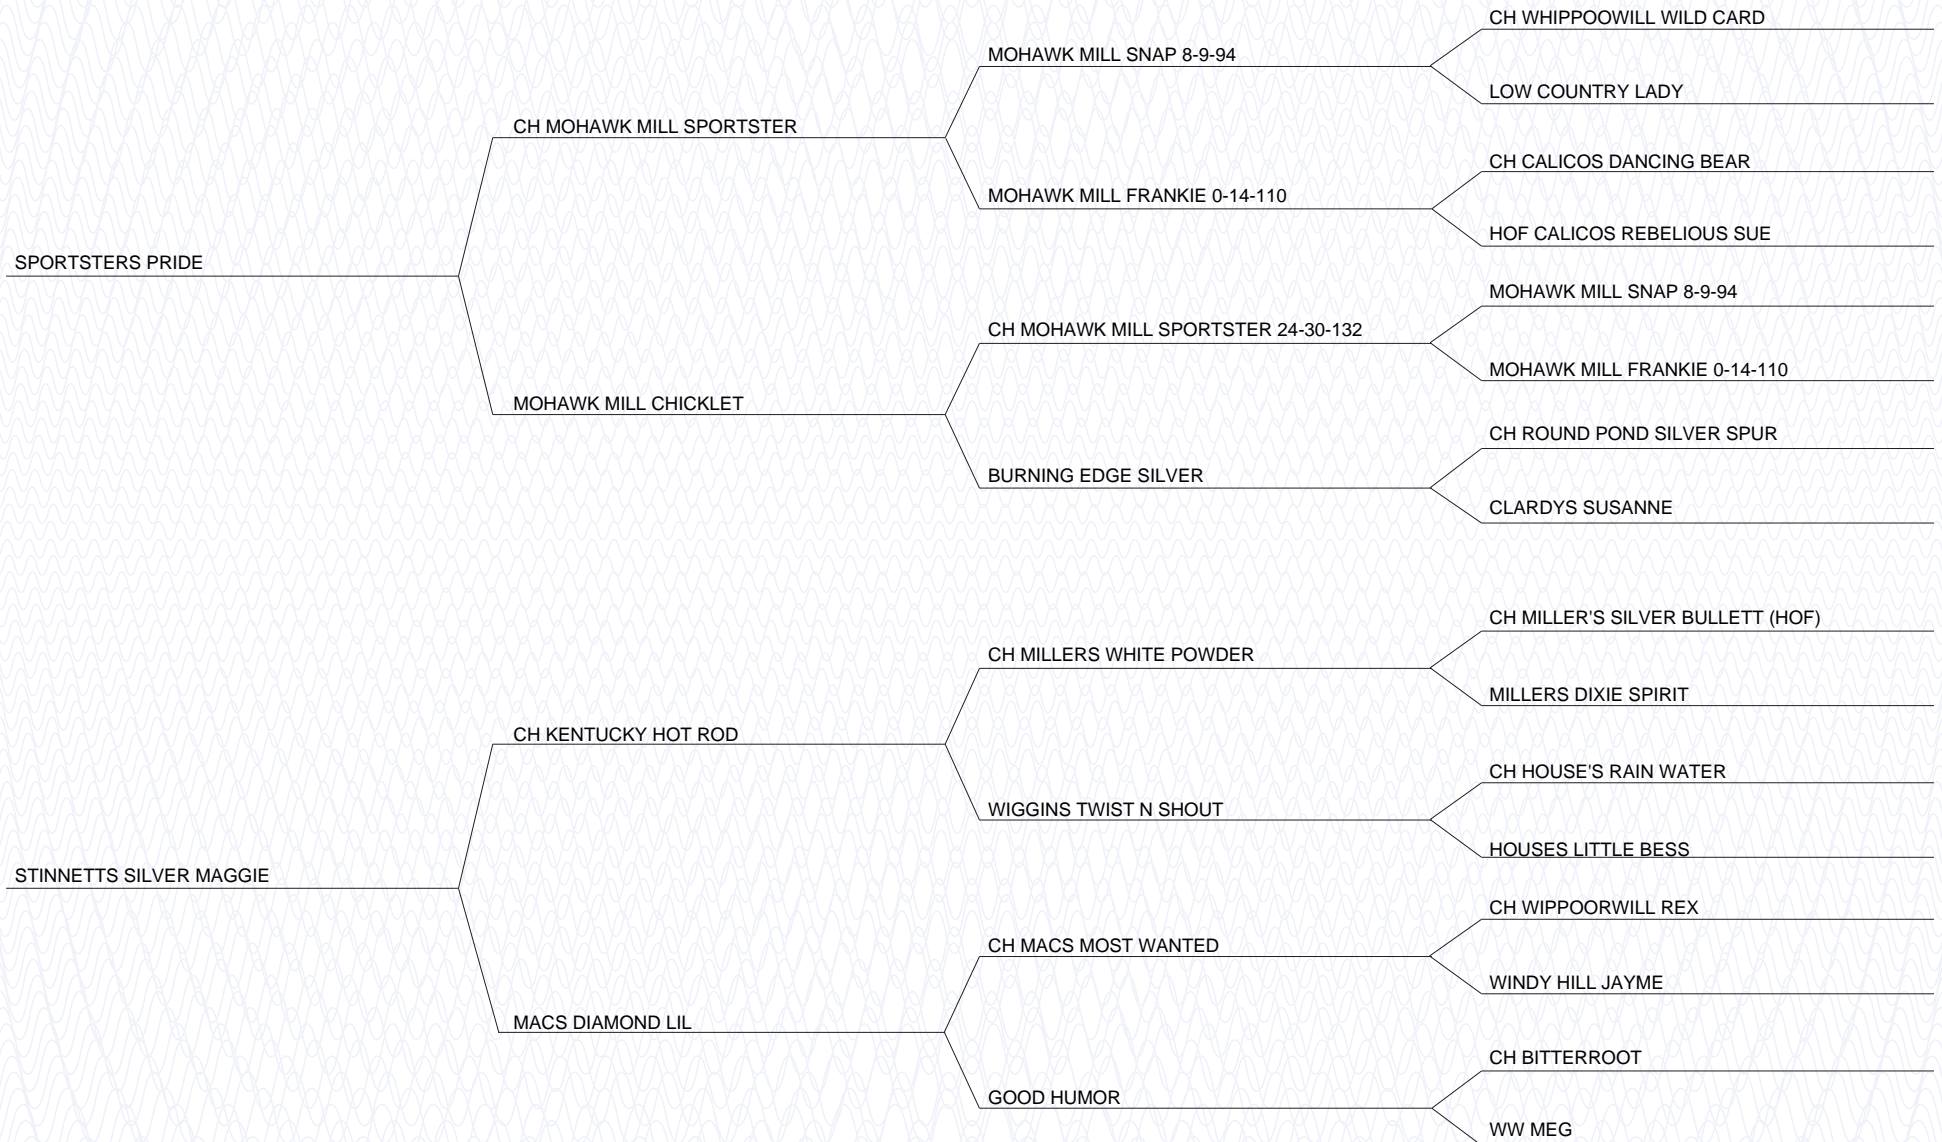 CH WHIPPOOWILL WILD CARD
MOHAWK MILL SNAP 8-9-94
LOW COUNTRY LADY
CH MOHAWK MILL SPORTSTER
CH CALICOS DANCING BEAR
MOHAWK MILL FRANKIE 0-14-110
HOF CALICOS REBELIOUS SUE
SPORTSTERS PRIDE
MOHAWK MILL SNAP 8-9-94
CH MOHAWK MILL SPORTSTER 24-30-132
MOHAWK MILL FRANKIE 0-14-110
MOHAWK MILL CHICKLET
CH ROUND POND SILVER SPUR
BURNING EDGE SILVER
CLARDYS SUSANNE
CH MILLER'S SILVER BULLETT (HOF)
CH MILLERS WHITE POWDER
MILLERS DIXIE SPIRIT
CH KENTUCKY HOT ROD
CH HOUSE'S RAIN WATER
WIGGINS TWIST N SHOUT
HOUSES LITTLE BESS
STINNETTS SILVER MAGGIE
CH WIPPOORWILL REX
CH MACS MOST WANTED
WINDY HILL JAYME
MACS DIAMOND LIL
CH BITTERROOT
GOOD HUMOR
WW MEG